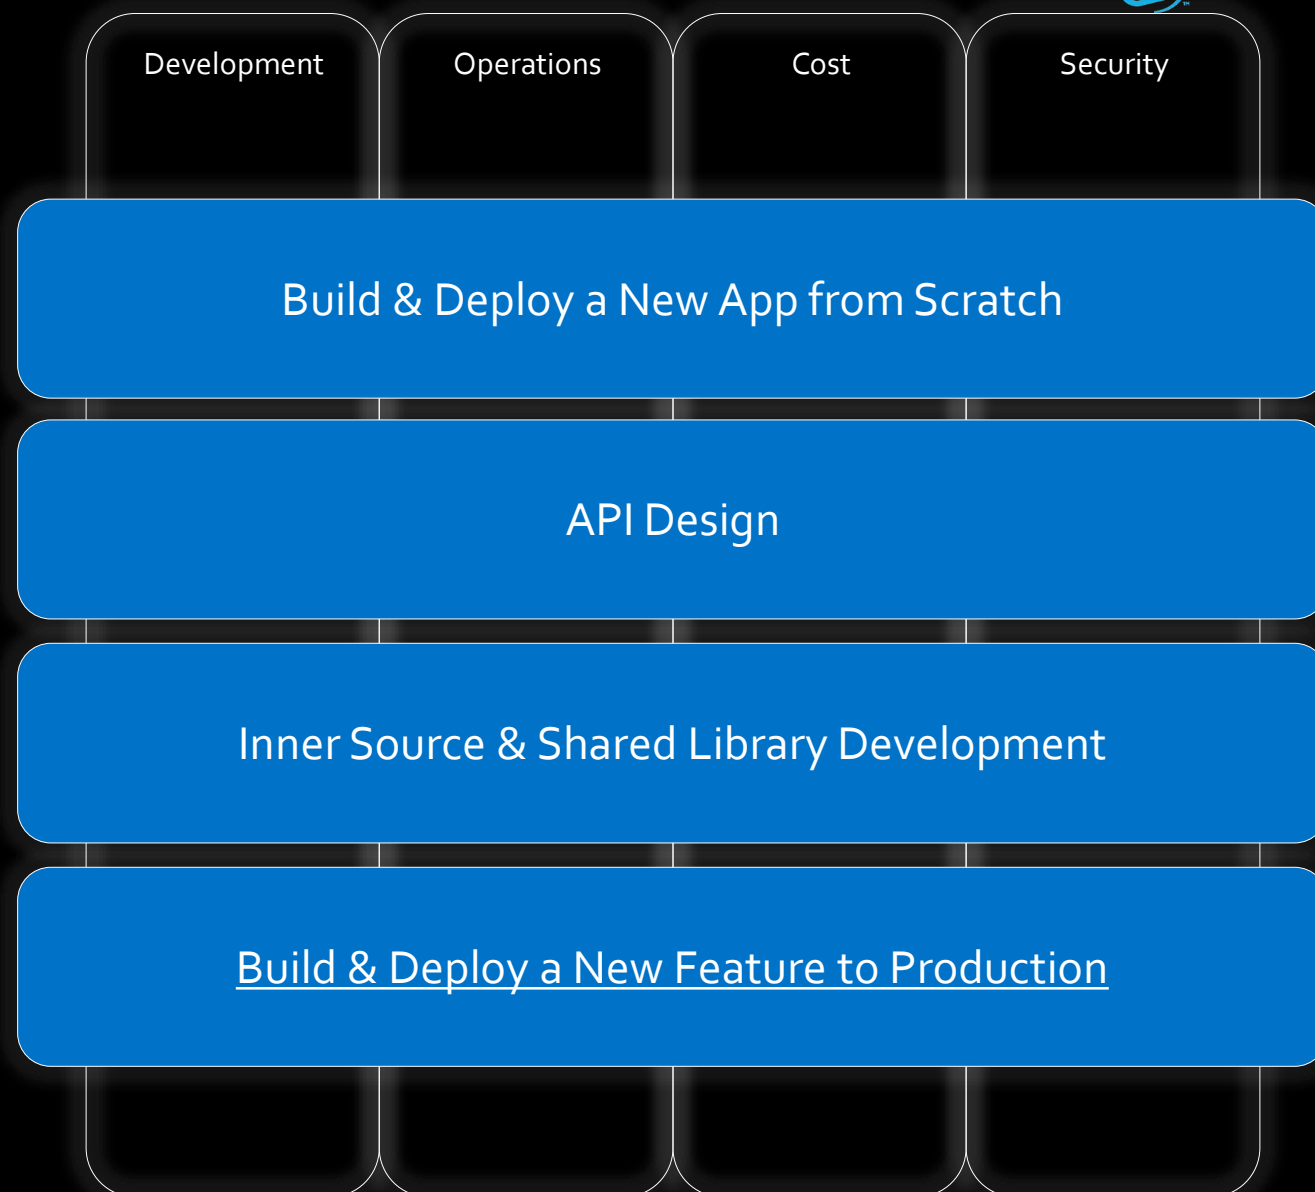 Development
Operations
Cost
Security
Build & Deploy a New App from Scratch
API Design
Inner Source & Shared Library Development
Build & Deploy a New Feature to Production